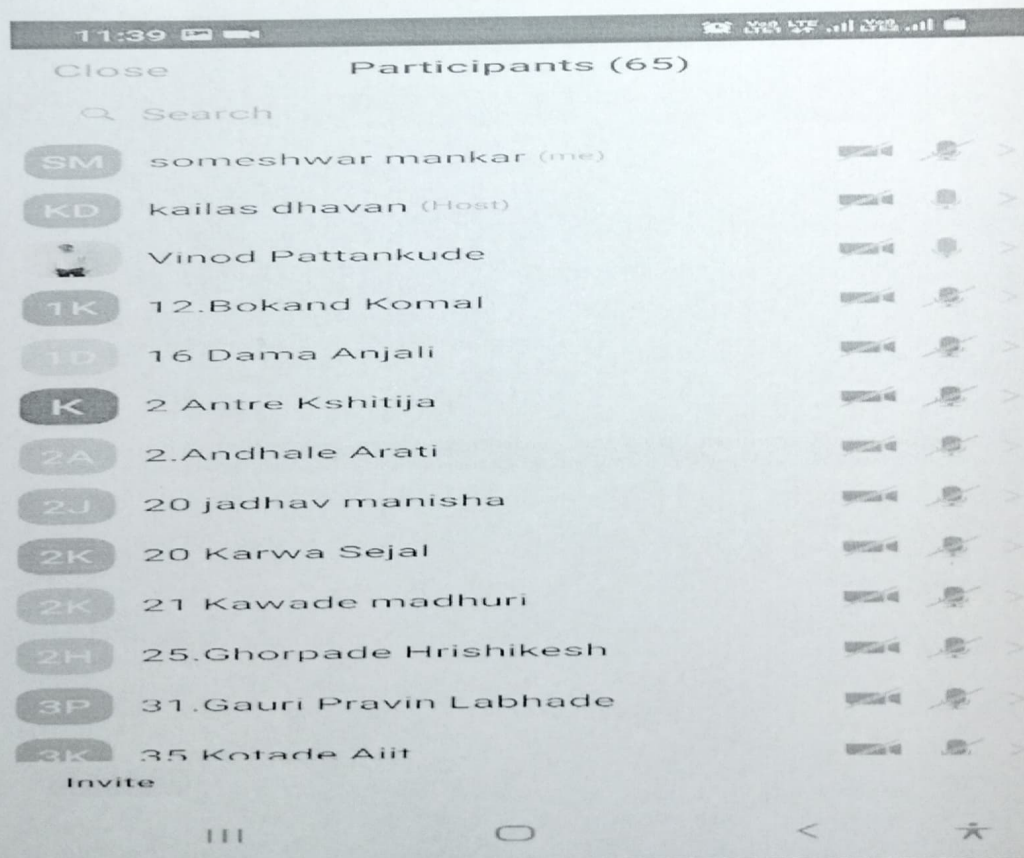 11:39
Close Participants (65)
Search
SM someshwar mankar (me)
KD kailas dhavan (Host)
Vinod Pattankude
1K 12.Bokand Komal
1D 16 Dama Anjali
K 2 Antre Kshitija
2A 2.Andhale Arati
2J 20 jadhav manisha
2K 20 Karwa Sejal
2K 21 Kawade madhuri
2H 25.Ghorpade Hrishikesh
3P 31.Gauri Pravin Labhade
3K 35 Kotade Ajit
Invite